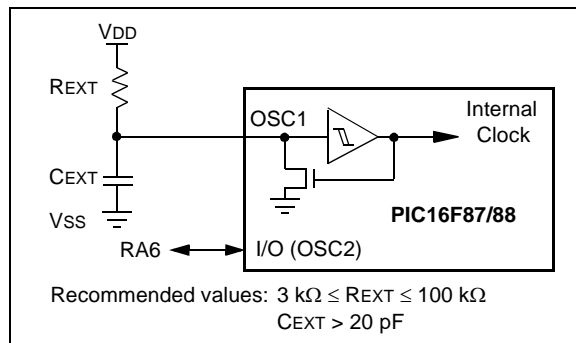 VDD
REXT
OSC1
Internal
Clock
CEXT
VSS
PIC16F87/88
RA6
I/O (OSC2)
Recommended values: 3 kΩ ≤ REXT ≤ 100 kΩ
CEXT > 20 pF